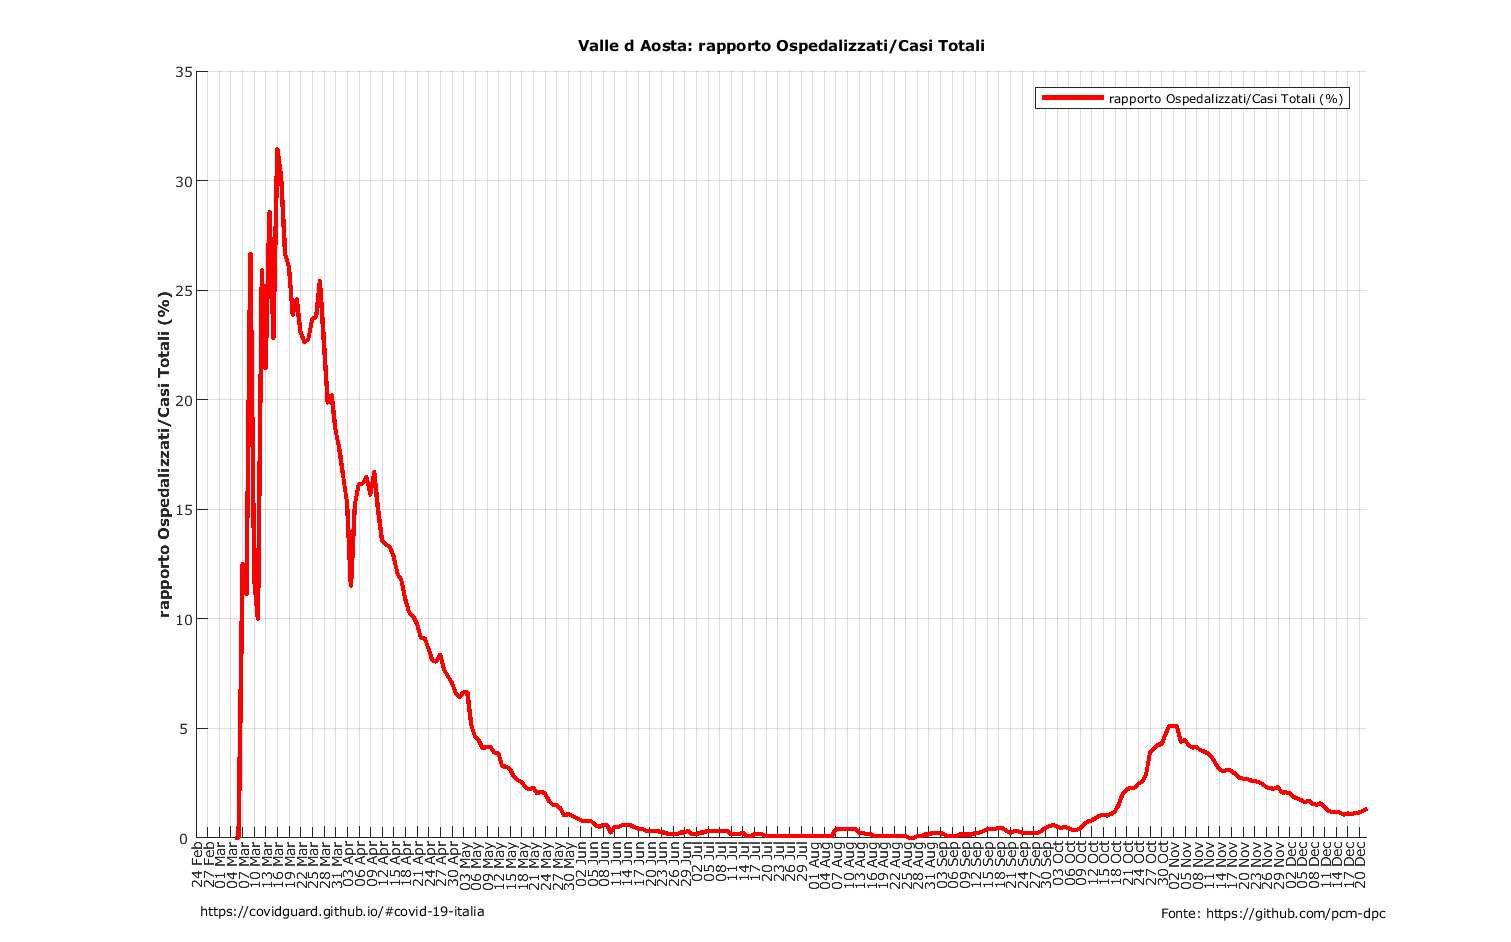 Valle d Aosta: rapporto Ospedalizzati/Casi Totali
rapporto Ospedalizzati/Casi Totali (%)
rapporto Ospedalizzati/Casi Totali (%)
35
30
25
20
15
10
5
0
24 Feb
27 Feb
01 Mar
04 Mar
07 Mar
10 Mar
13 Mar
16 Mar
19 Mar
22 Mar
25 Mar
28 Mar
31 Mar
03 Apr
06 Apr
09 Apr
12 Apr
15 Apr
18 Apr
21 Apr
24 Apr
27 Apr
30 Apr
03 May
06 May
09 May
12 May
15 May
18 May
21 May
24 May
27 May
30 May
02 Jun
05 Jun
08 Jun
11 Jun
14 Jun
17 Jun
20 Jun
23 Jun
26 Jun
29 Jun
02 Jul
05 Jul
08 Jul
11 Jul
14 Jul
17 Jul
20 Jul
23 Jul
26 Jul
29 Jul
01 Aug
04 Aug
07 Aug
10 Aug
13 Aug
16 Aug
19 Aug
22 Aug
25 Aug
28 Aug
31 Aug
03 Sep
06 Sep
09 Sep
12 Sep
15 Sep
18 Sep
21 Sep
24 Sep
27 Sep
30 Sep
03 Oct
06 Oct
09 Oct
12 Oct
15 Oct
18 Oct
21 Oct
24 Oct
27 Oct
30 Oct
02 Nov
05 Nov
08 Nov
11 Nov
14 Nov
17 Nov
20 Nov
23 Nov
26 Nov
29 Nov
02 Dec
05 Dec
08 Dec
11 Dec
14 Dec
17 Dec
20 Dec
https://covidguard.github.io/#covid-19-italia
Fonte: https://github.com/pcm-dpc